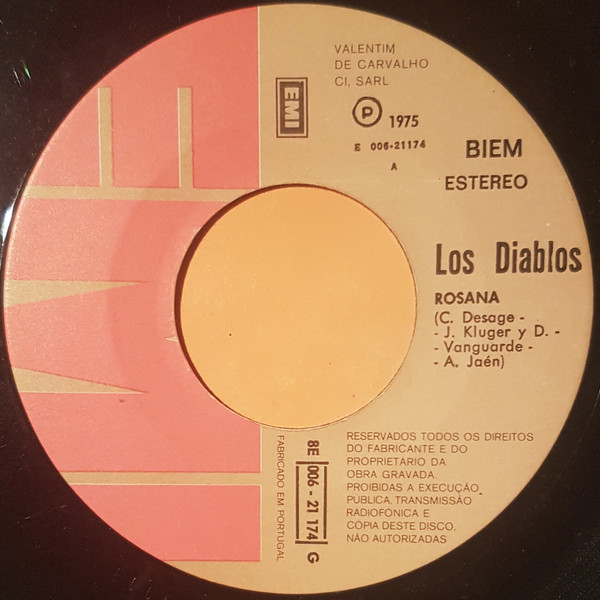 VALENTIM
DE CARVALHO
CI, SARL
EMI
P 1975
E 006-21174
A
BIEM
ESTEREO
Los Diablos
ROSANA
(C. Desage -
- J. Kluger y D. -
- Vanguarde -
- A. Jaén)
RESERVADOS TODOS OS DIREITOS
DO FABRICANTE E DO
PROPRIETARIO DA
OBRA GRAVADA.
PROIBIDAS A EXECUÇÃO
PUBLICA, TRANSMISSÃO
RADIOFÓNICA E
CÓPIA DESTE DISCO,
NÃO AUTORIZADAS
8E 006 - 21 174 G
FABRICADO EM PORTUGAL
EMI